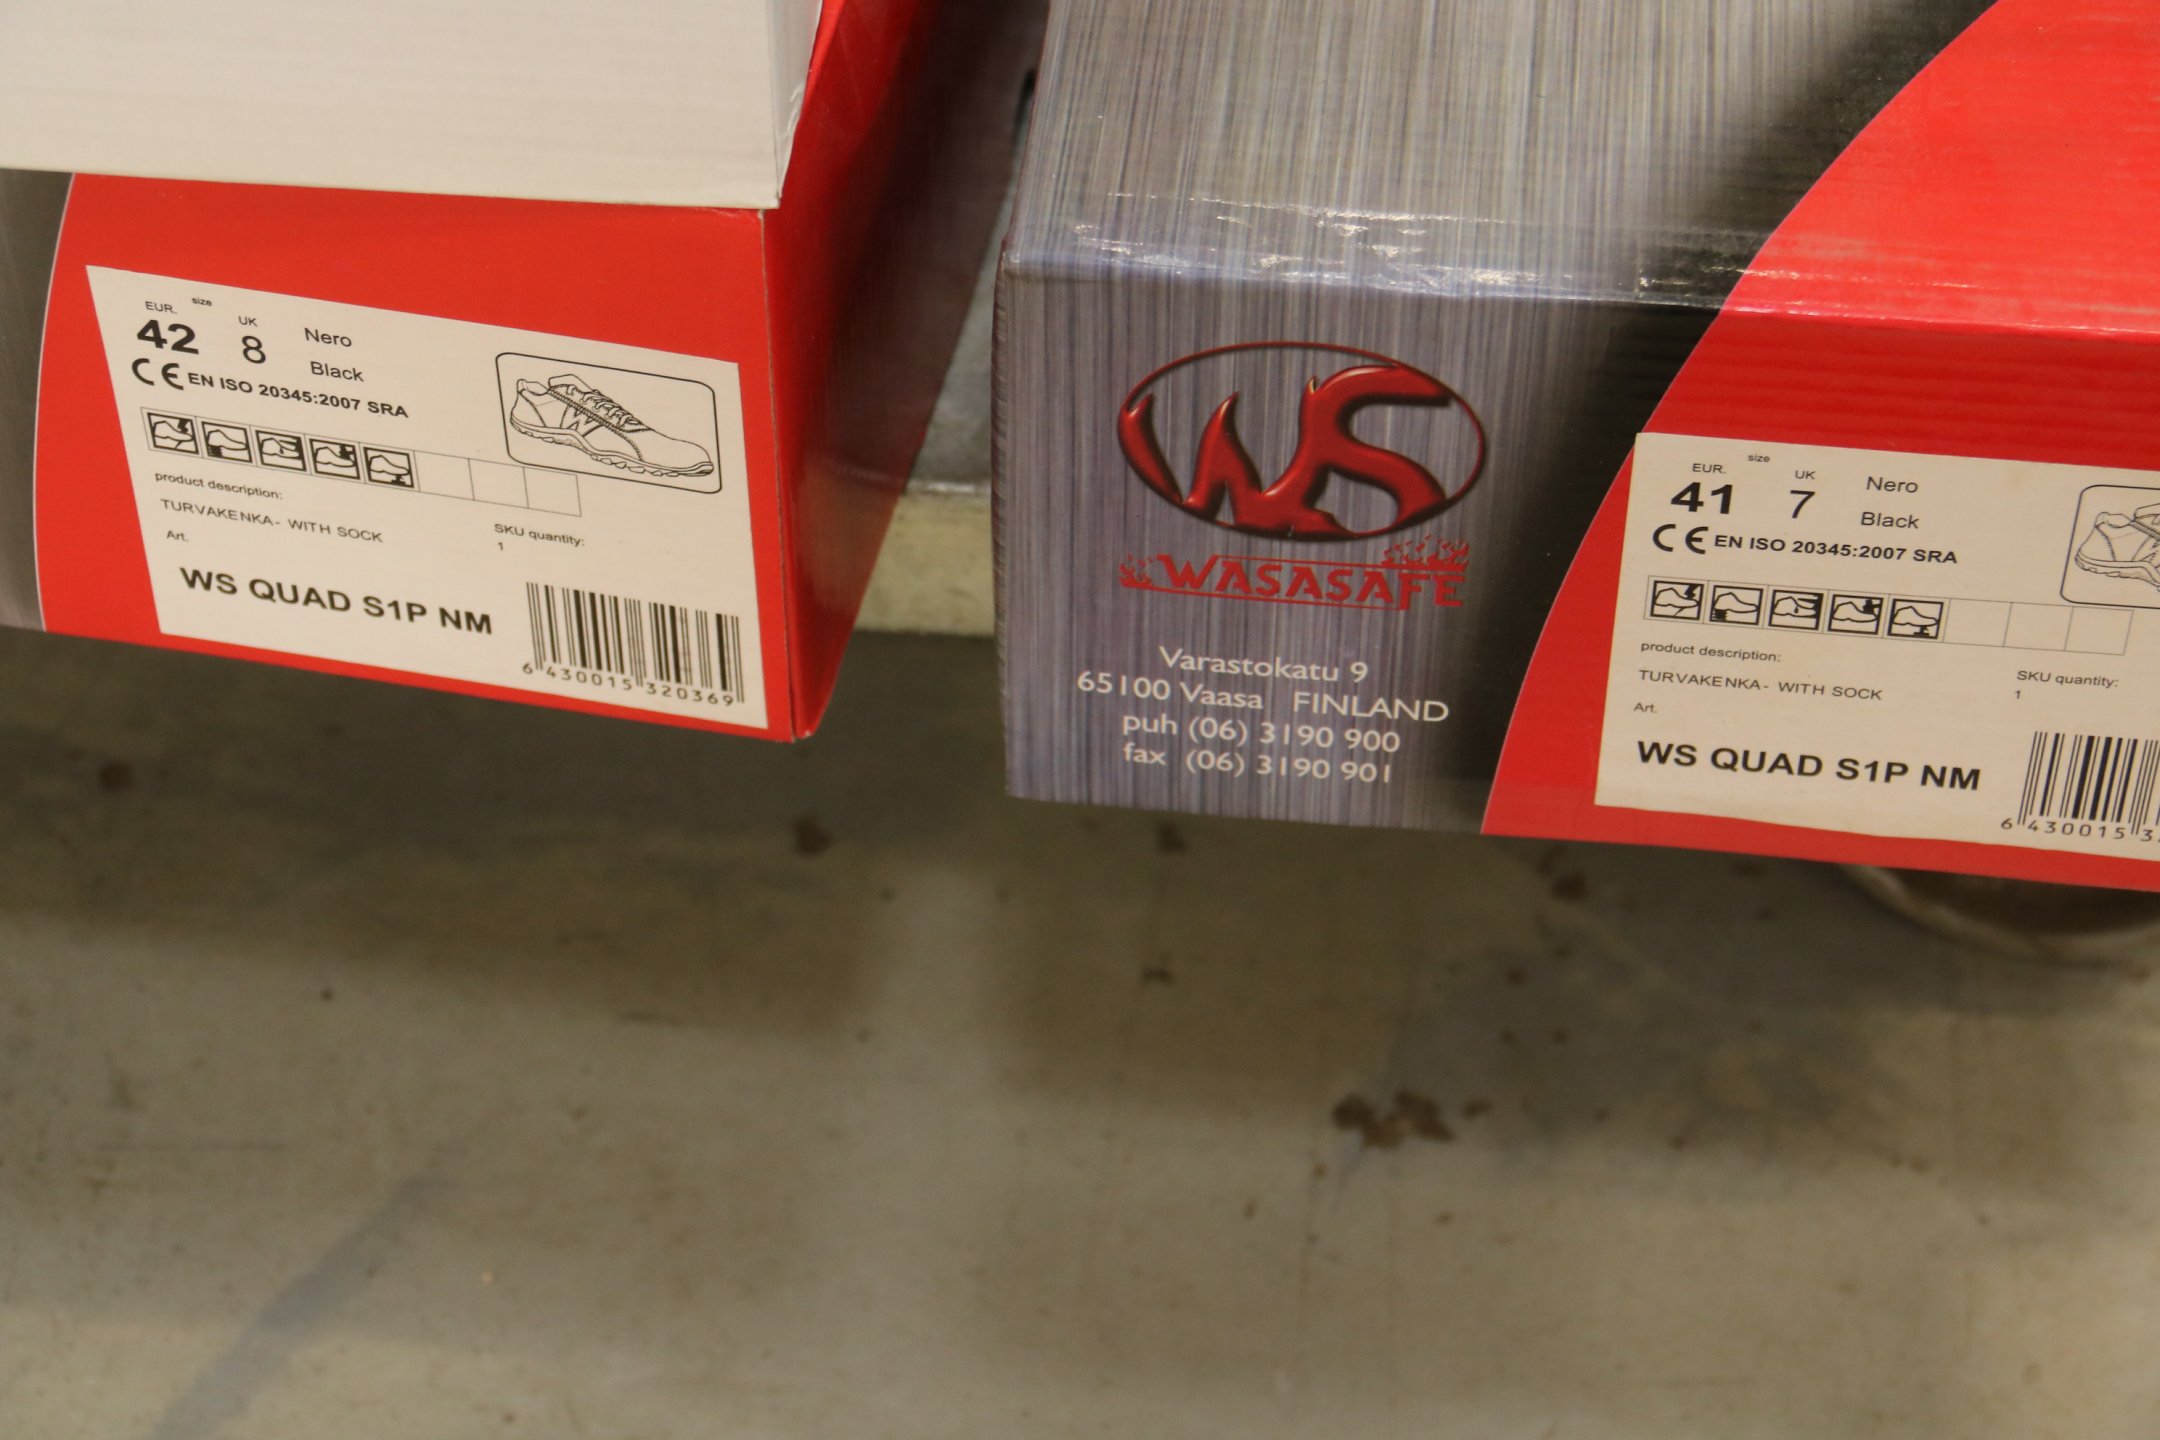 EUR. size UK
42 8 Nero
Black
CE EN ISO 20345:2007 SRA
product description:
TURVAKENKA- WITH SOCK
Art.
SKU quantity:
1
WS QUAD S1P NM
6 430015 320369
WS
WASASAFE
Varastokatu 9
65100 Vaasa FINLAND
puh (06) 3190 900
fax (06) 3190 901
EUR. size UK
41 7 Nero
Black
CE EN ISO 20345:2007 SRA
product description:
TURVAKENKA- WITH SOCK
Art.
SKU quantity:
1
WS QUAD S1P NM
6 430015 3